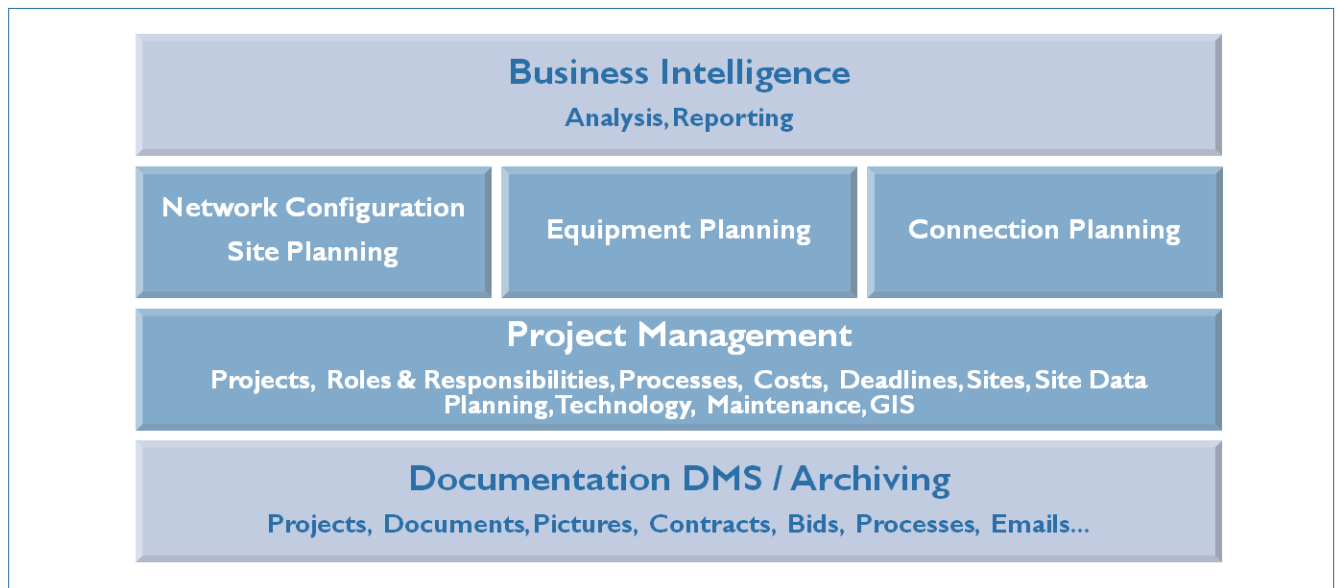 Business Intelligence
Analysis, Reporting
Network Configuration
Site Planning
Equipment Planning
Connection Planning
Project Management
Projects, Roles & Responsibilities, Processes, Costs, Deadlines, Sites, Site Data
Planning, Technology, Maintenance, GIS
Documentation DMS / Archiving
Projects, Documents, Pictures, Contracts, Bids, Processes, Emails...